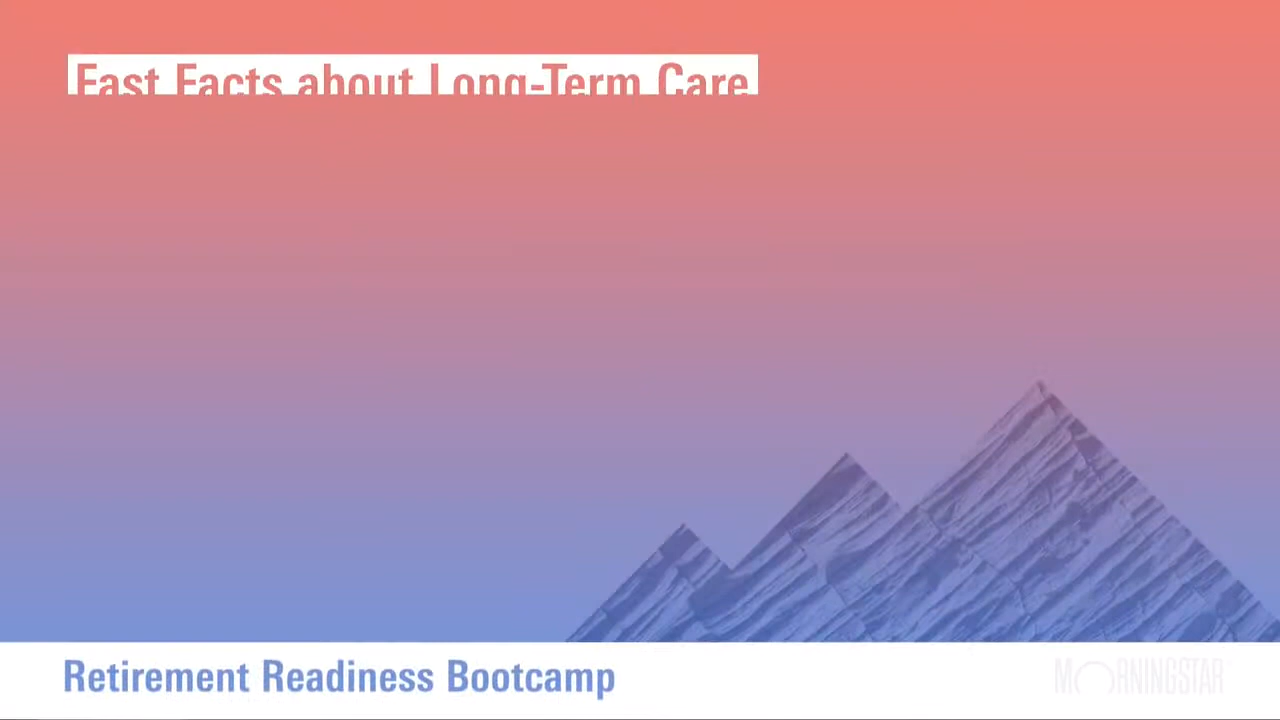 Fast Facts about Long-Term Care
Retirement Readiness Bootcamp
MORNINGSTAR